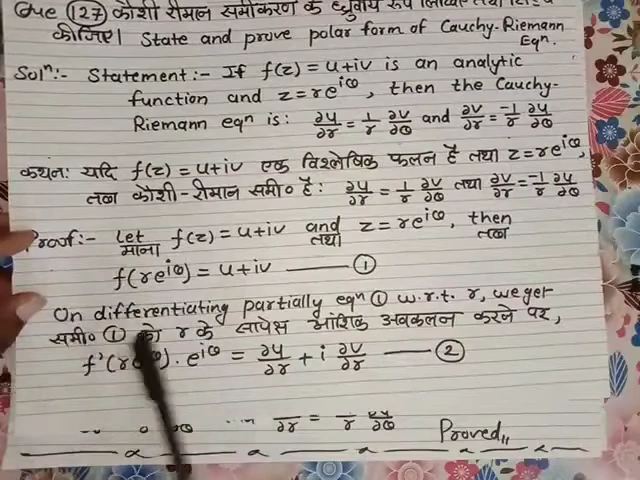 Que (127) कौशी रीमान समीकरण के ध्रुवीय रूप लिखिए तथा सिद्ध
कीजिए। State and prove polar form of Cauchy-Riemann
Eqn.
Soln:- Statement:- If f(z)=u+iv is an analytic
function and z=re^iθ, then the Cauchy-
Riemann eqn is: ∂u/∂r = 1/r ∂v/∂θ and ∂v/∂r = -1/r ∂u/∂θ
कथन: यदि f(z)=u+iv एक विश्लेषिक फलन है तथा z=re^iθ,
तब कौशी-रीमान समी० है: ∂u/∂r = 1/r ∂v/∂θ तथा ∂v/∂r = -1/r ∂u/∂θ
Proof:- Let f(z)=u+iv and z=re^iθ, then
माना तथा तब
f(re^iθ) = u+iv —— (1)
On differentiating partially eqn (1) w.r.t. r, we get
समी० (1) को r के सापेक्ष आंशिक अवकलन करने पर,
f'(re^iθ). e^iθ = ∂u/∂r + i ∂v/∂r —— (2)
Proved,,